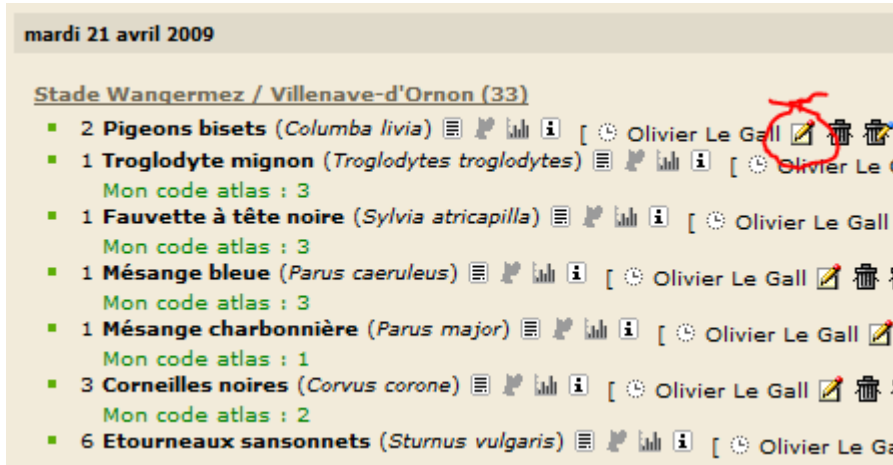 mardi 21 avril 2009
Stade Wangermez / Villenave-d'Ornon (33)
2 Pigeons bisets (Columba livia) [ Olivier Le Gall
1 Troglodyte mignon (Troglodytes troglodytes) [ Olivier Le
Mon code atlas : 3
1 Fauvette à tête noire (Sylvia atricapilla) [ Olivier Le Gall
Mon code atlas : 3
1 Mésange bleue (Parus caeruleus) [ Olivier Le Gall
Mon code atlas : 3
1 Mésange charbonnière (Parus major) [ Olivier Le Gall
Mon code atlas : 1
3 Corneilles noires (Corvus corone) [ Olivier Le Gall
Mon code atlas : 2
6 Etourneaux sansonnets (Sturnus vulgaris) [ Olivier Le